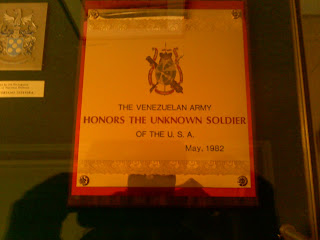 THE VENEZUELAN ARMY
HONORS THE UNKNOWN SOLDIER
OF THE U. S. A.
May, 1982